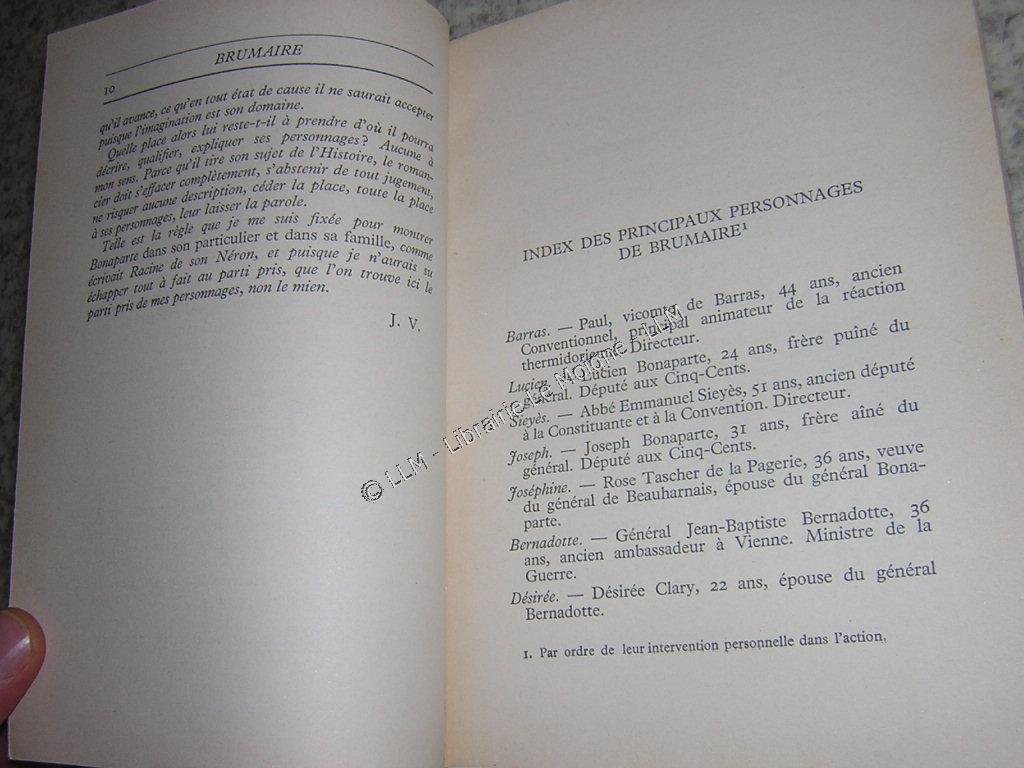 BRUMAIRE
10
qu'il avance, ce qu'en tout état de cause il ne saurait accepter
puisque l'imagination est son domaine.
Quelle place alors lui reste-t-il à prendre d'où il pourra
décrire, qualifier, expliquer ses personnages? Aucune à
mon sens. Parce qu'il tire son sujet de l'Histoire, le roman-
cier doit s'effacer complètement, s'abstenir de tout jugement,
ne risquer aucune description, céder la place, toute la place
à ses personnages, leur laisser la parole.
Telle est la règle que je me suis fixée pour montrer
Bonaparte dans son particulier et dans sa famille, comme
écrivait Racine de son Néron, et puisque je n'aurais su
échapper tout à fait au parti pris, que l'on trouve ici le
parti pris de mes personnages, non le mien.
J. V.
INDEX DES PRINCIPAUX PERSONNAGES
DE BRUMAIRE¹
Barras. — Paul, vicomte de Barras, 44 ans, ancien
Conventionnel, principal animateur de la réaction
thermidorienne. Directeur.
Lucien. — Lucien Bonaparte, 24 ans, frère puîné du
général. Député aux Cinq-Cents.
Sieyès. — Abbé Emmanuel Sieyès, 51 ans, ancien député
à la Constituante et à la Convention. Directeur.
Joseph. — Joseph Bonaparte, 31 ans, frère aîné du
général. Député aux Cinq-Cents.
Joséphine. — Rose Tascher de la Pagerie, 36 ans, veuve
du général de Beauharnais, épouse du général Bona-
parte.
Bernadotte. — Général Jean-Baptiste Bernadotte, 36
ans, ancien ambassadeur à Vienne. Ministre de la
Guerre.
Désirée. — Désirée Clary, 22 ans, épouse du général
Bernadotte.
1. Par ordre de leur intervention personnelle dans l'action.
© LLM - Librairie Le Moigne / LLM